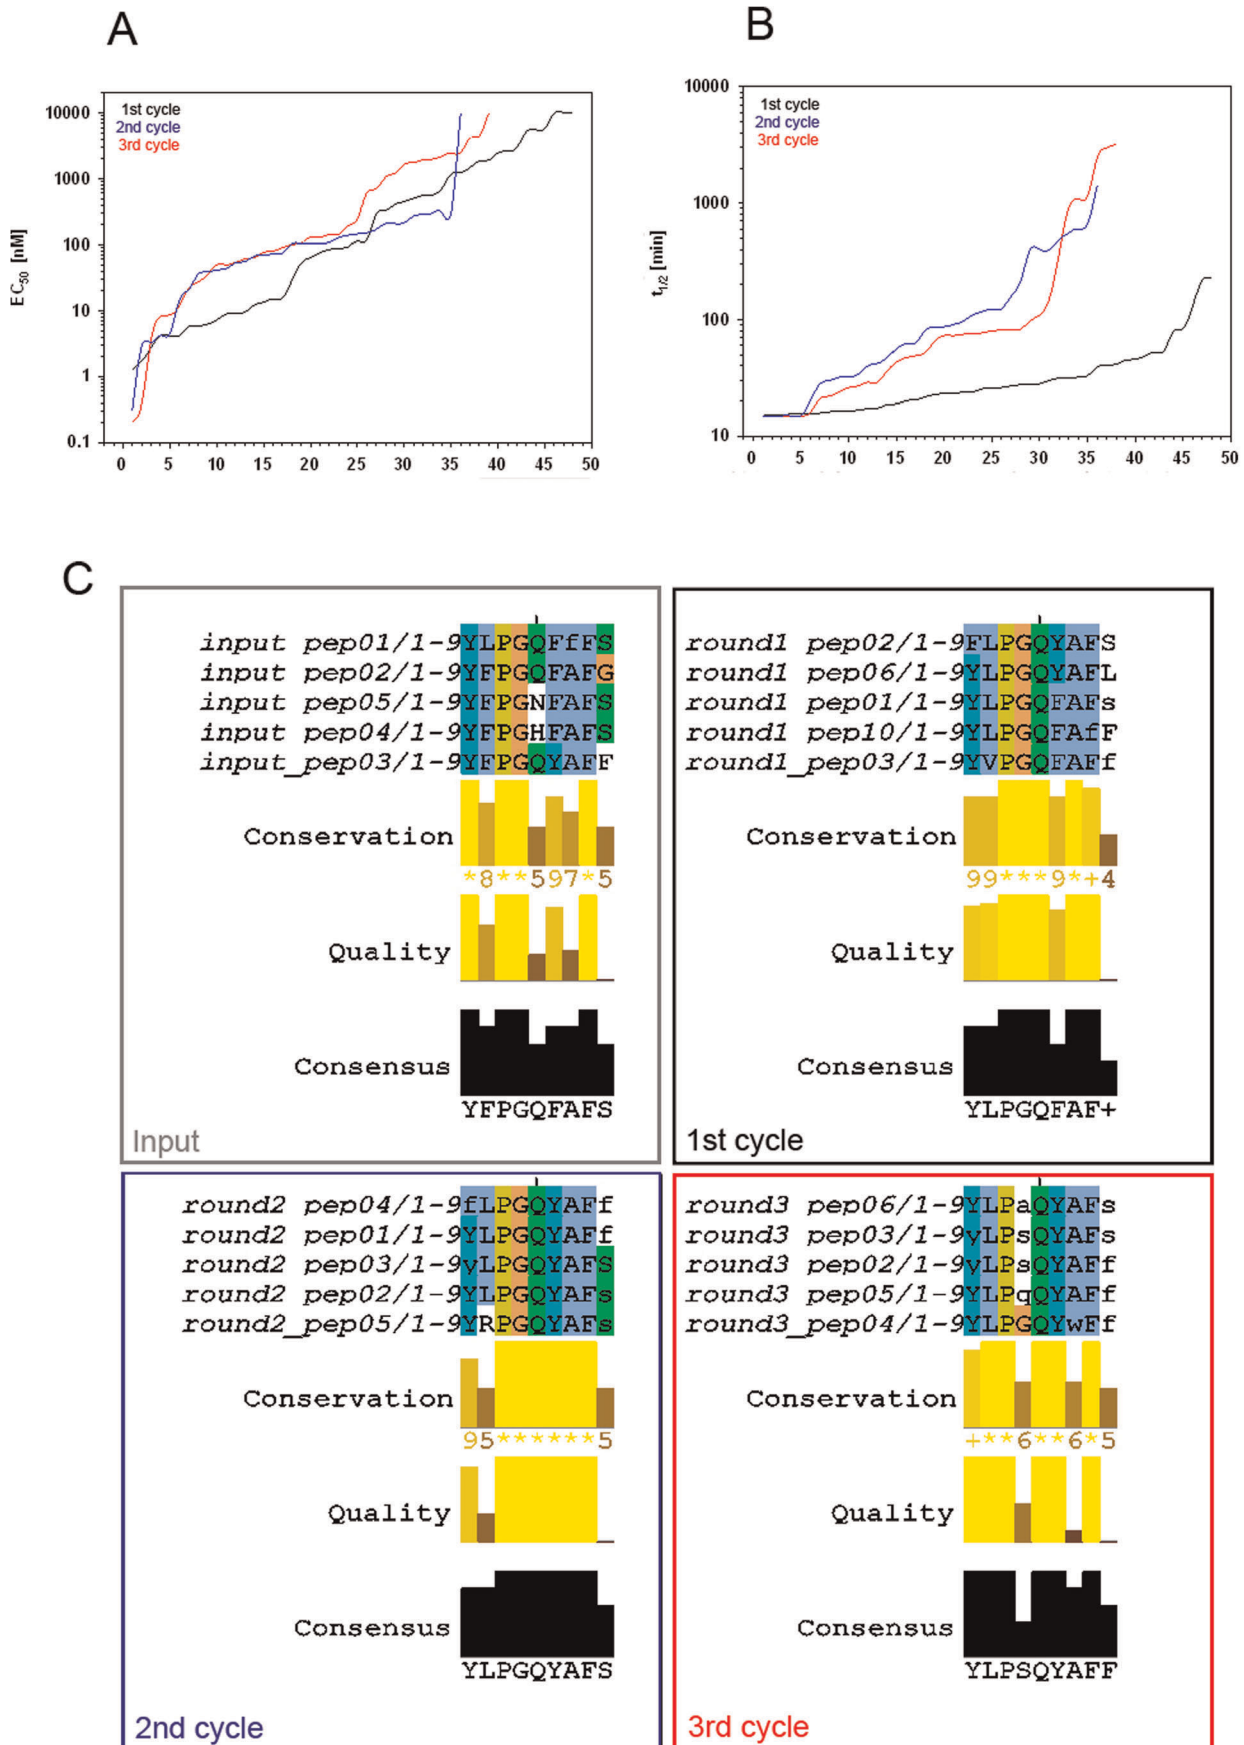 A
10000
1000
100
10
1
0.1
EC50 [nM]
1st cycle
2nd cycle
3rd cycle
0 5 10 15 20 25 30 35 40 45 50
B
10000
1000
100
10
t1/2 [min]
1st cycle
2nd cycle
3rd cycle
0 5 10 15 20 25 30 35 40 45 50
C
input pep01/1-9YLPGQFfFS
input pep02/1-9YFPGQFAFG
input pep05/1-9YFPGNFAFS
input pep04/1-9YFPGHFAFS
input_pep03/1-9YFPGQYAFF
Conservation
*8**597*5
Quality
Consensus
YFPGQFAFS
Input
round1 pep02/1-9FLPGQYAFS
round1 pep06/1-9YLPGQYAFL
round1 pep01/1-9YLPGQFAFs
round1 pep10/1-9YLPGQFAfF
round1_pep03/1-9YVPGQFAFf
Conservation
99***9*+4
Quality
Consensus
YLPGQFAF+
1st cycle
round2 pep04/1-9fLPGQYAFf
round2 pep01/1-9YLPGQYAFf
round2 pep03/1-9yLPGQYAFS
round2 pep02/1-9YLPGQYAFs
round2_pep05/1-9YRPGQYAFs
Conservation
95******5
Quality
Consensus
YLPGQYAFS
2nd cycle
round3 pep06/1-9YLPaQYAFs
round3 pep03/1-9yLPsQYAFs
round3 pep02/1-9yLPsQYAFf
round3 pep05/1-9YLPqQYAFf
round3_pep04/1-9YLPGQYwFf
Conservation
+**6**6*5
Quality
Consensus
YLPSQYAFF
3rd cycle